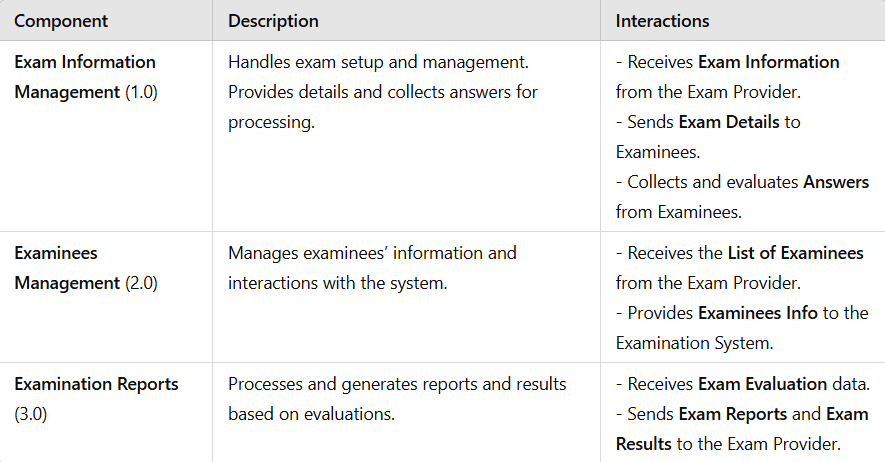 Component Description Interactions
Exam Information
Management (1.0)
Handles exam setup and management.
Provides details and collects answers for
processing.
- Receives Exam Information
from the Exam Provider.
- Sends Exam Details to
Examinees.
- Collects and evaluates Answers
from Examinees.
Examinees
Management (2.0)
Manages examinees’ information and
interactions with the system.
- Receives the List of Examinees
from the Exam Provider.
- Provides Examinees Info to the
Examination System.
Examination Reports
(3.0)
Processes and generates reports and results
based on evaluations.
- Receives Exam Evaluation data.
- Sends Exam Reports and Exam
Results to the Exam Provider.